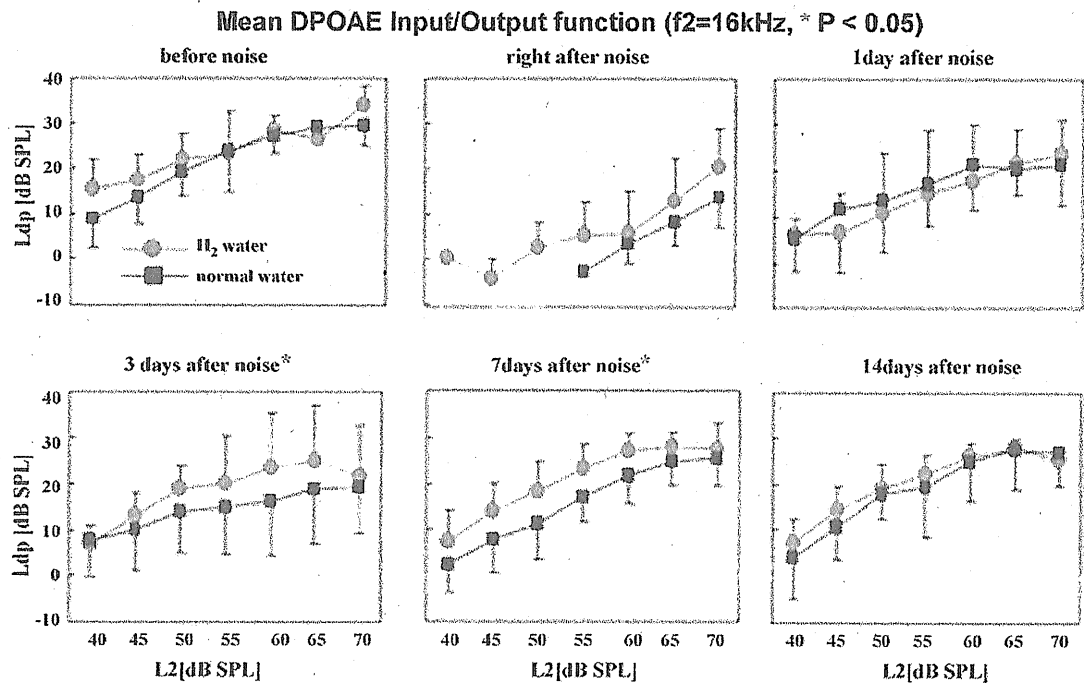 Mean DPOAE Input/Output function (f2=16kHz, * P < 0.05)
before noise
right after noise
1day after noise
40
30
20
10
0
-10
Ldp [dB SPL]
H2 water
normal water
3 days after noise*
7days after noise*
14days after noise
40
30
20
10
0
-10
Ldp [dB SPL]
40 45 50 55 60 65 70
40 45 50 55 60 65 70
40 45 50 55 60 65 70
L2[dB SPL]
L2[dB SPL]
L2[dB SPL]